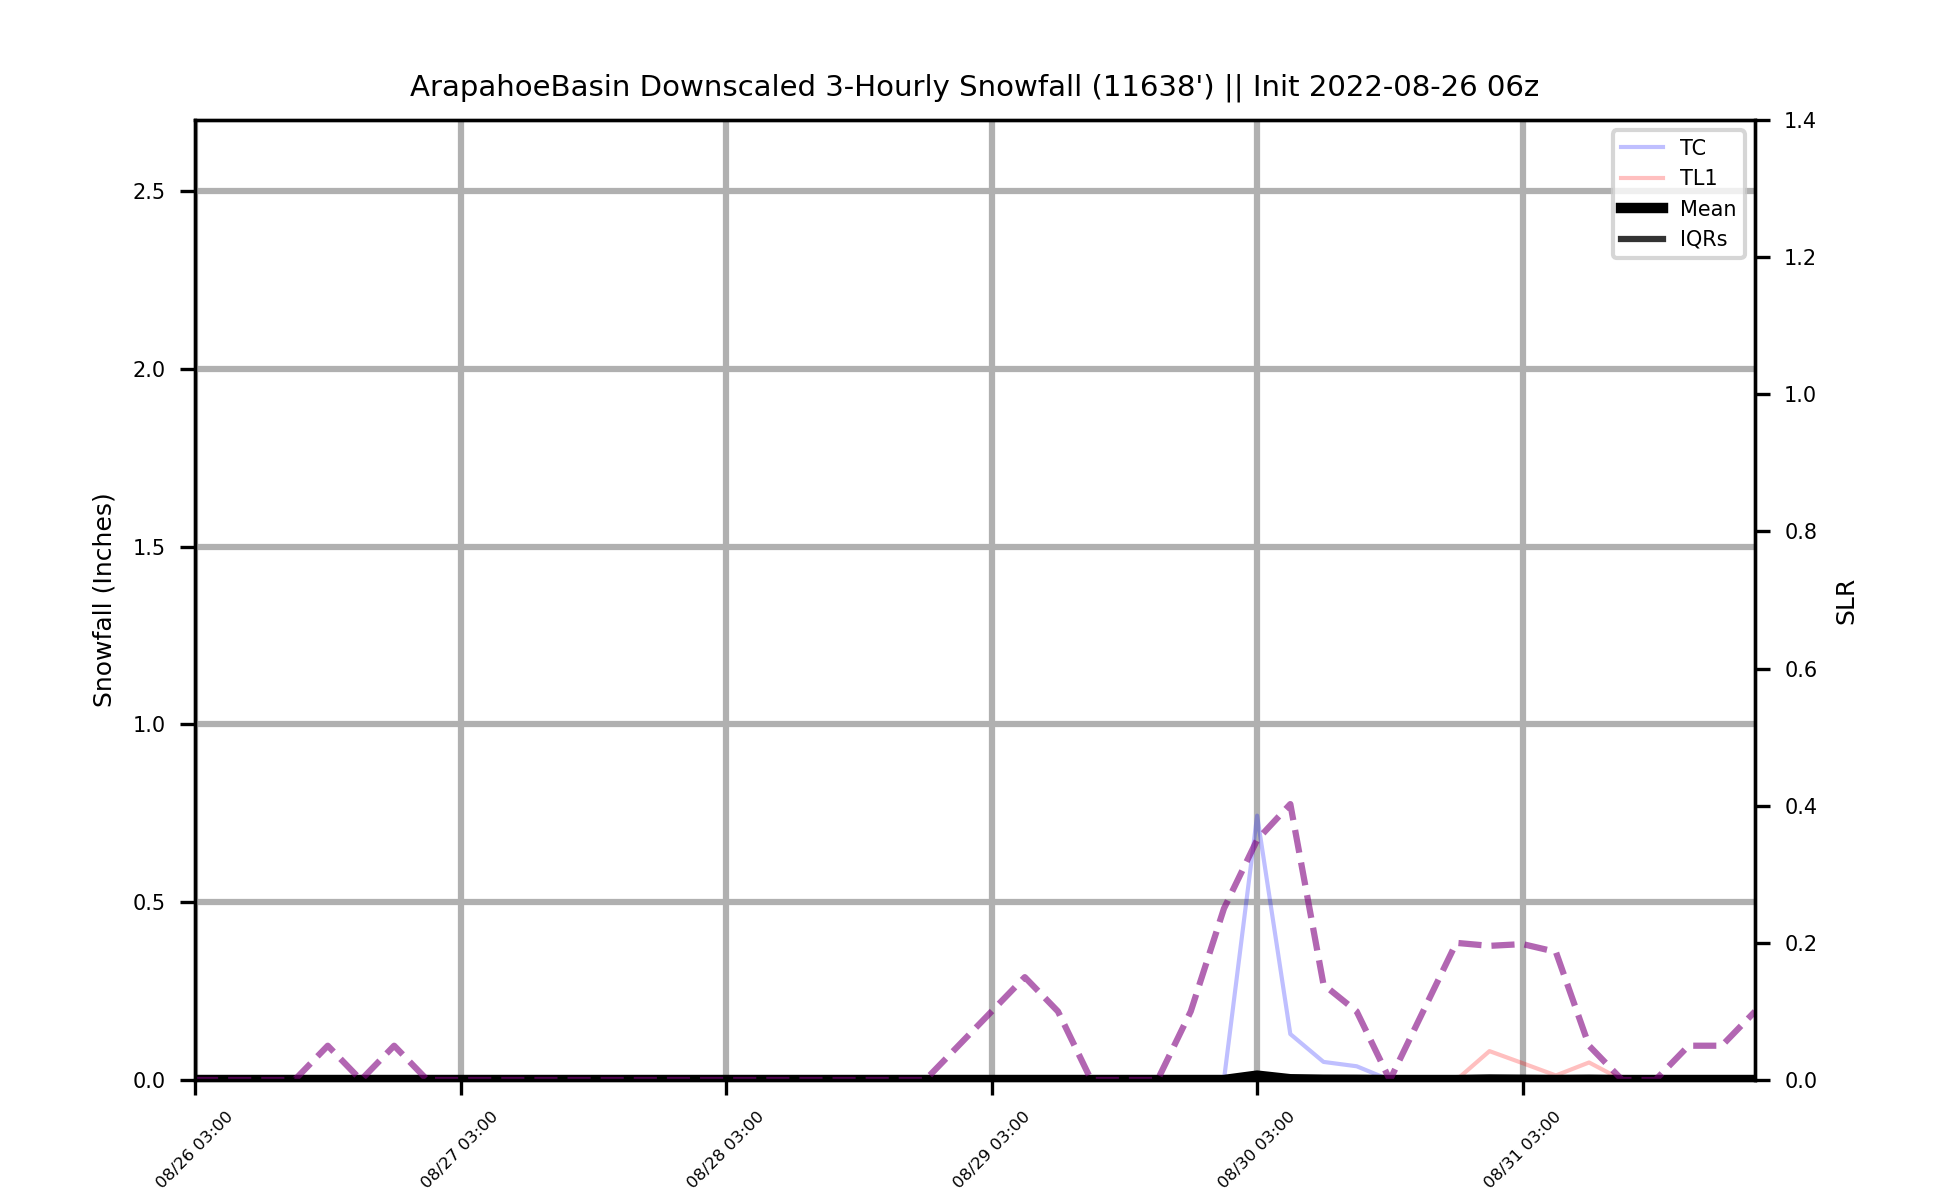 ArapahoeBasin Downscaled 3-Hourly Snowfall (11638') || Init 2022-08-26 06z
TC
TL1
Mean
IQRs
Snowfall (Inches)
2.5
2.0
1.5
1.0
0.5
0.0
1.4
1.2
1.0
0.8
0.6
0.4
0.2
0.0
SLR
08/26 03:00
08/27 03:00
08/28 03:00
08/29 03:00
08/30 03:00
08/31 03:00